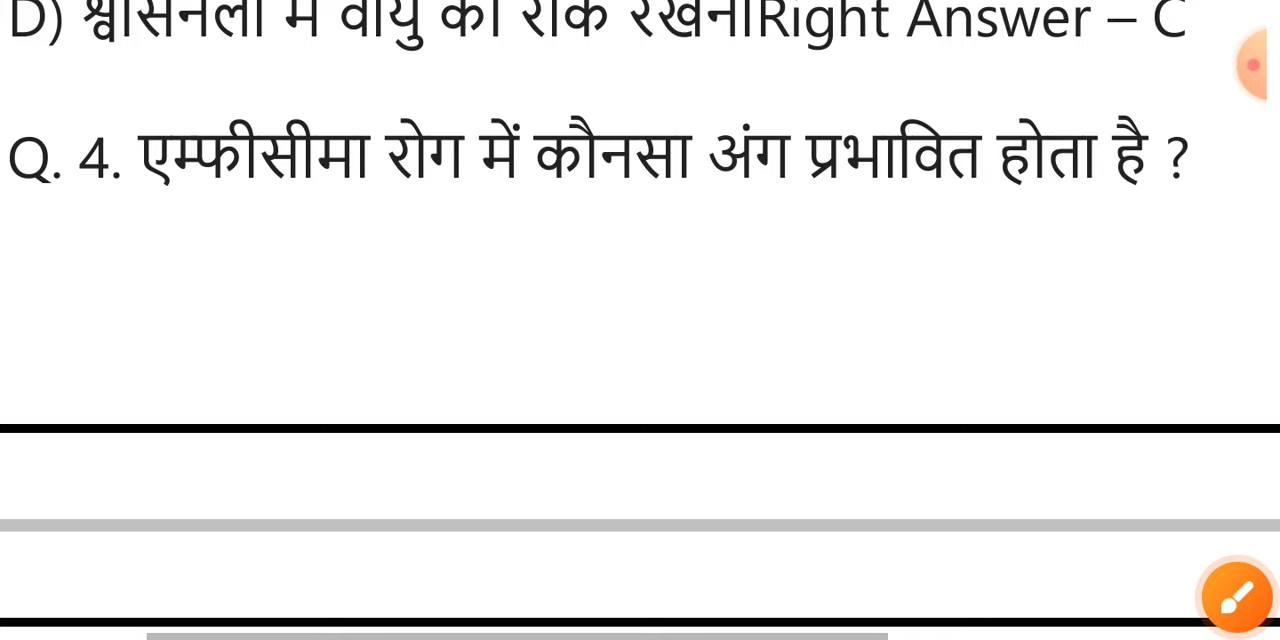 D) श्वासनली में वायु को रोके रखनाRight Answer – C
Q. 4. एम्फीसीमा रोग में कौनसा अंग प्रभावित होता है ?